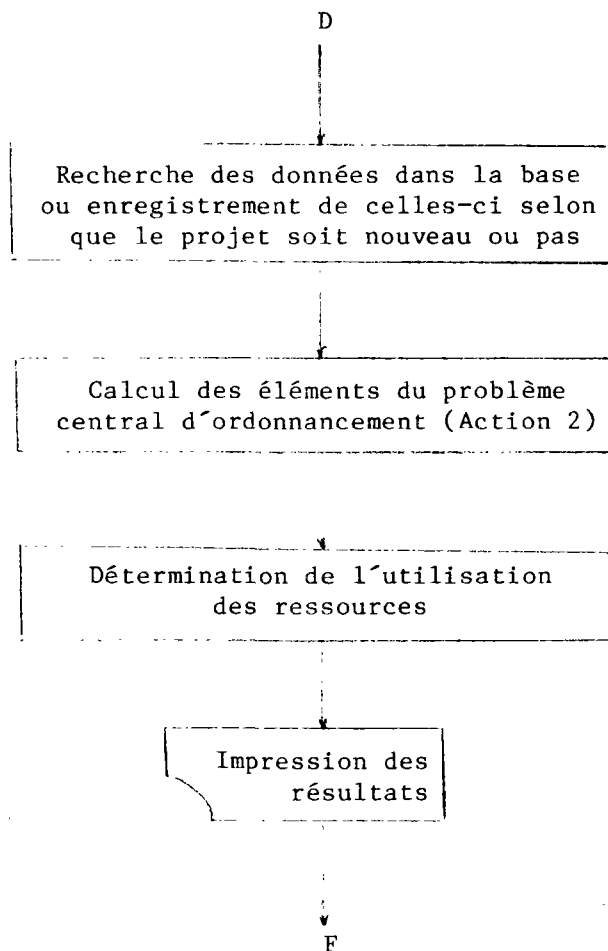 D
Recherche des données dans la base
ou enregistrement de celles-ci selon
que le projet soit nouveau ou pas
Calcul des éléments du problème
central d´ordonnancement (Action 2)
Détermination de l´utilisation
des ressources
Impression des
résultats
F